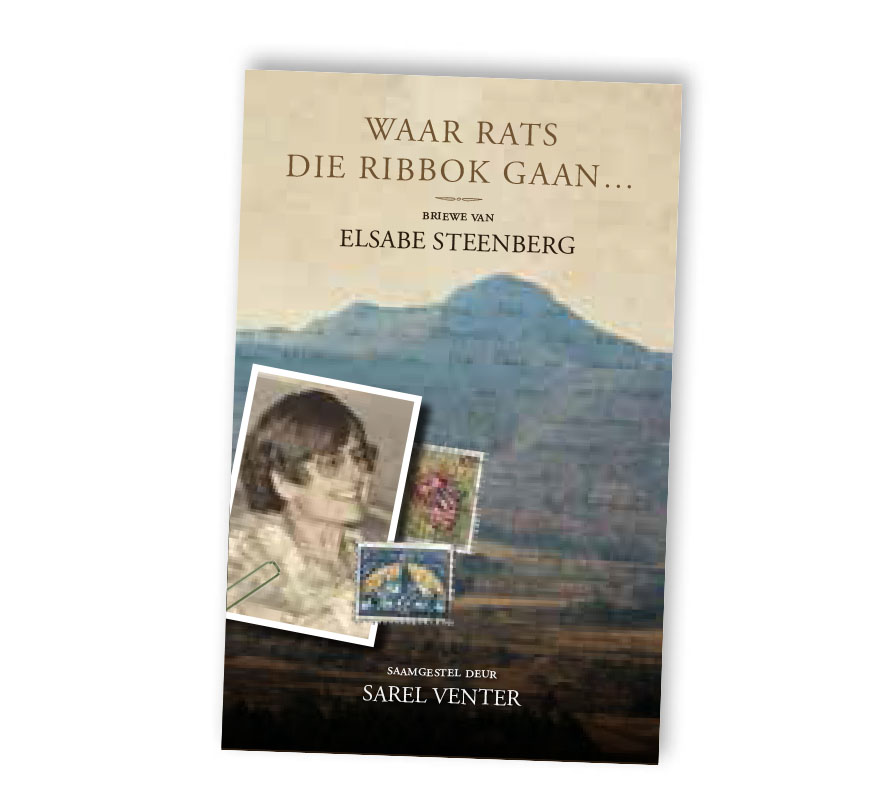 WAAR RATS
DIE RIBBOK GAAN...
BRIEWE VAN
ELSABE STEENBERG
SAAMGESTEL DEUR
SAREL VENTER